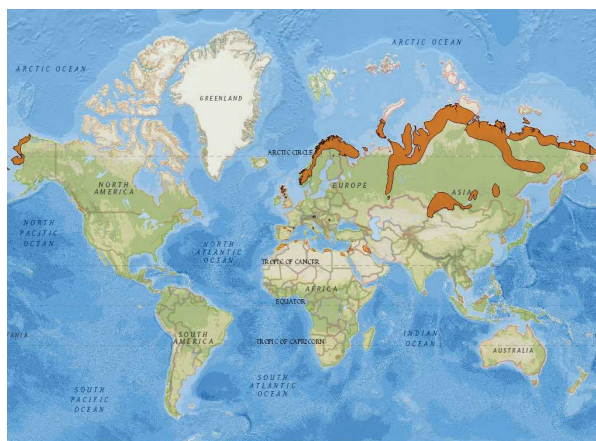 ARCTIC OCEAN
ARCTIC OCEAN
GREENLAND
ARCTIC CIRCLE
NORTH
AMERICA
EUROPE
ASIA
NORTH
PACIFIC
OCEAN
NORTH
ATLANTIC
OCEAN
TROPIC OF CANCER
AFRICA
EQUATOR
SOUTH
AMERICA
INDIAN
OCEAN
TROPIC OF CAPRICORN
AUSTRALIA
SOUTH
PACIFIC
OCEAN
SOUTH
ATLANTIC
OCEAN